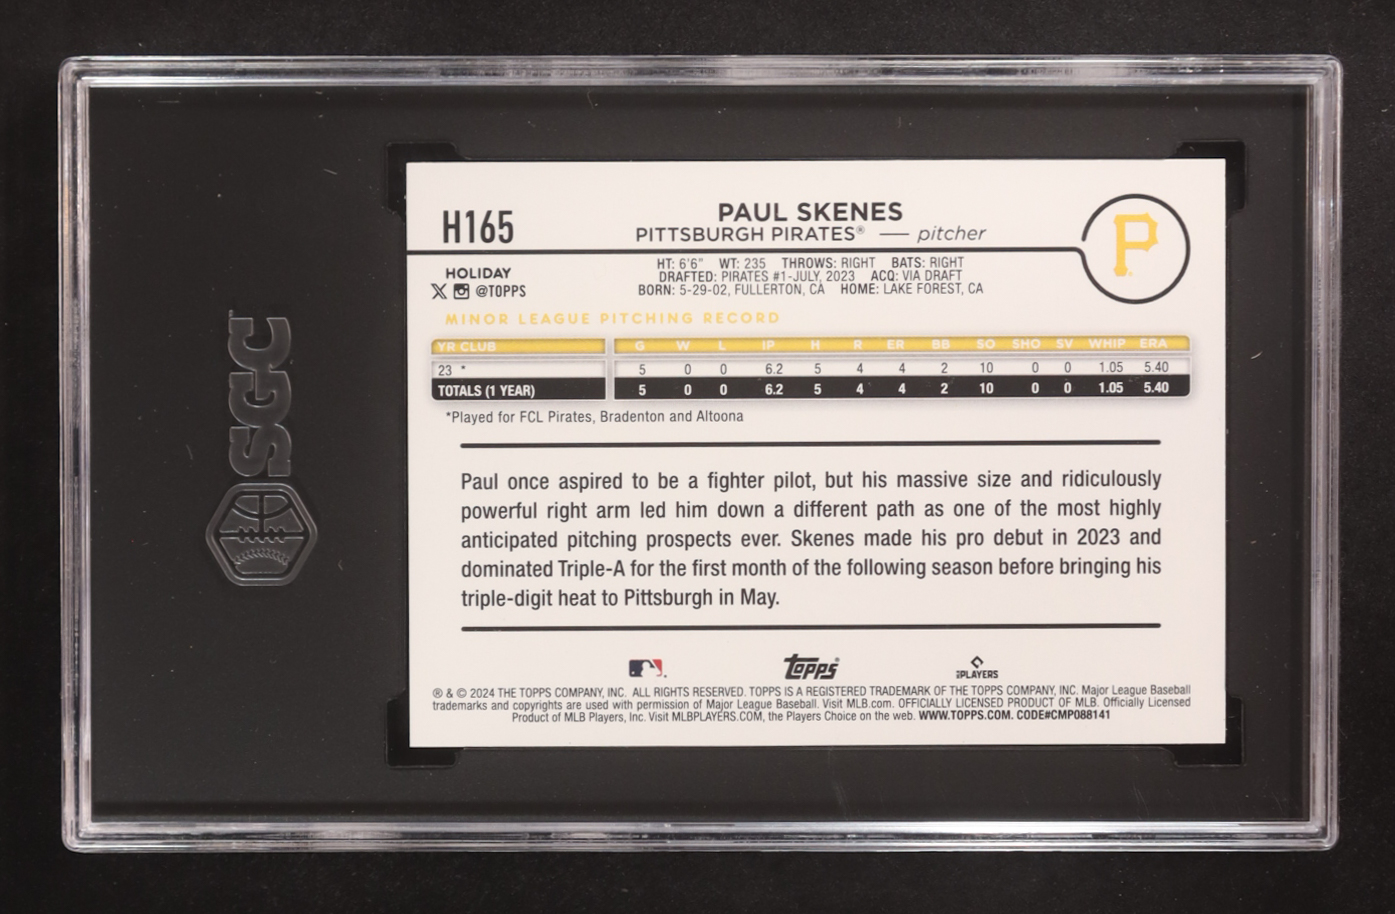 H165
PAUL SKENES
PITTSBURGH PIRATES® — pitcher
P
HOLIDAY
X @TOPPS
HT: 6'6" WT: 235 THROWS: RIGHT BATS: RIGHT
DRAFTED: PIRATES #1-JULY, 2023 ACQ: VIA DRAFT
BORN: 5-29-02, FULLERTON, CA HOME: LAKE FOREST, CA
MINOR LEAGUE PITCHING RECORD
YR CLUB G W L IP H R ER BB SO SHO SV WHIP ERA
23 * 5 0 0 6.2 5 4 4 2 10 0 0 1.05 5.40
TOTALS (1 YEAR) 5 0 0 6.2 5 4 4 2 10 0 0 1.05 5.40
*Played for FCL Pirates, Bradenton and Altoona
Paul once aspired to be a fighter pilot, but his massive size and ridiculously
powerful right arm led him down a different path as one of the most highly
anticipated pitching prospects ever. Skenes made his pro debut in 2023 and
dominated Triple-A for the first month of the following season before bringing his
triple-digit heat to Pittsburgh in May.
Topps®
MLBPLAYERS
® & © 2024 THE TOPPS COMPANY, INC. ALL RIGHTS RESERVED. TOPPS IS A REGISTERED TRADEMARK OF THE TOPPS COMPANY, INC. Major League Baseball
trademarks and copyrights are used with permission of Major League Baseball. Visit MLB.com. OFFICIALLY LICENSED PRODUCT OF MLB. Officially Licensed
Product of MLB Players, Inc. Visit MLBPLAYERS.COM, the Players Choice on the web. WWW.TOPPS.COM. CODE#CMP088141
SGC